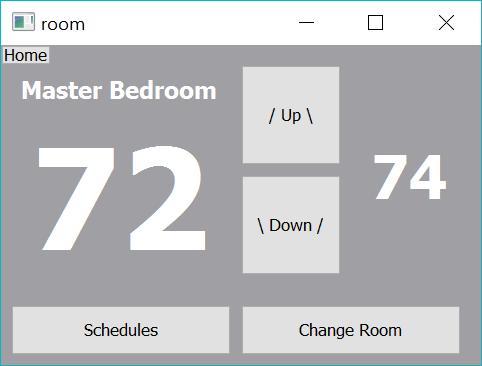 room
Home
Master Bedroom
72
/ Up \
\ Down /
74
Schedules
Change Room